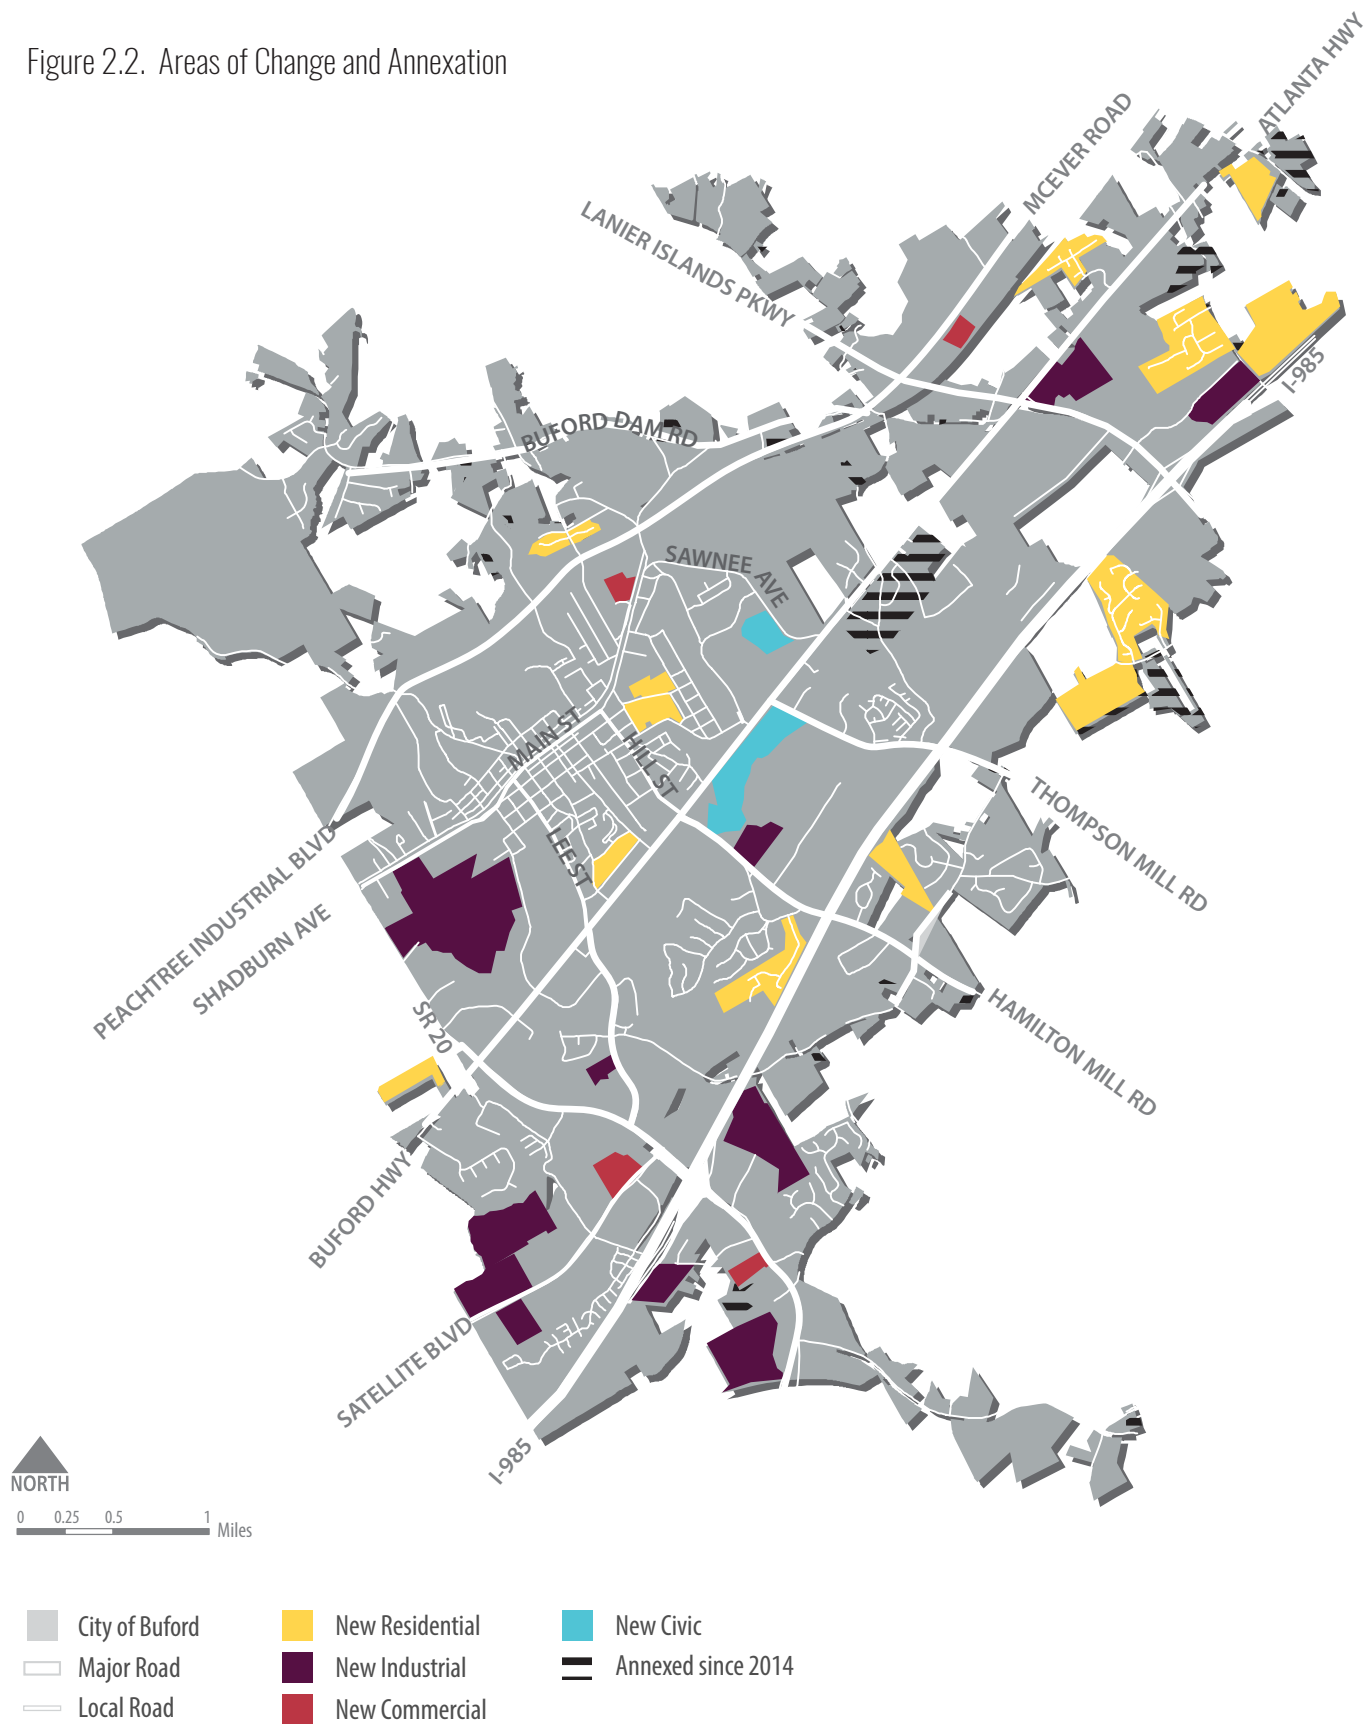 Figure 2.2. Areas of Change and Annexation
ATLANTA HWY
MCEVER ROAD
LANIER ISLANDS PKWY
I-985
BUFORD DAM RD
SAWNEE AVE
MAIN ST
HILL ST
LEE ST
THOMPSON MILL RD
PEACHTREE INDUSTRIAL BLVD
SHADBURN AVE
SR 20
HAMILTON MILL RD
BUFORD HWY
SATELLITE BLVD
I-985
NORTH
0 0.25 0.5 1
Miles
City of Buford
New Residential
New Civic
Major Road
New Industrial
Annexed since 2014
Local Road
New Commercial